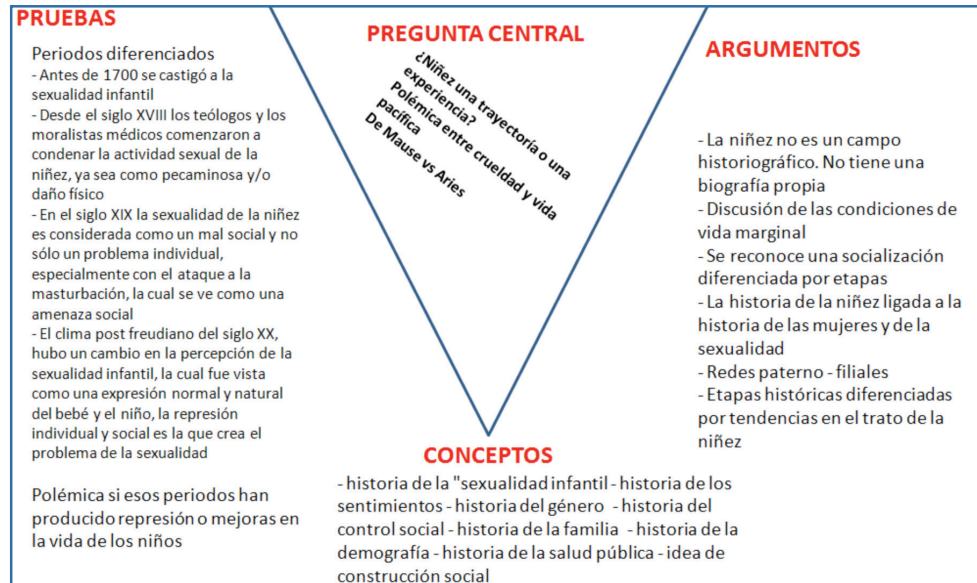 PRUEBAS
Periodos diferenciados
- Antes de 1700 se castigó a la
sexualidad infantil
- Desde el siglo XVIII los teólogos y los
moralistas médicos comenzaron a
condenar la actividad sexual de la
niñez, ya sea como pecaminosa y/o
daño físico
- En el siglo XIX la sexualidad de la niñez
es considerada como un mal social y no
sólo un problema individual,
especialmente con el ataque a la
masturbación, la cual se ve como una
amenaza social
- El clima post freudiano del siglo XX,
hubo un cambio en la percepción de la
sexualidad infantil, la cual fue vista
como una expresión normal y natural
del bebé y el niño, la represión
individual y social es la que crea el
problema de la sexualidad
Polémica si esos periodos han
producido represión o mejoras en
la vida de los niños
PREGUNTA CENTRAL
¿Niñez una trayectoría o una
experiencia?
Polémica entre crueldad y vida
pacífica
De Mause vs Aries
ARGUMENTOS
- La niñez no es un campo
historiográfico. No tiene una
biografía propia
- Discusión de las condiciones de
vida marginal
- Se reconoce una socialización
diferenciada por etapas
- La historia de la niñez ligada a la
historia de las mujeres y de la
sexualidad
- Redes paterno - filiales
- Etapas históricas diferenciadas
por tendencias en el trato de la
niñez
CONCEPTOS
- historia de la "sexualidad infantil - historia de los
sentimientos - historia del género - historia del
control social - historia de la familia - historia de la
demografía - historia de la salud pública - idea de
construcción social